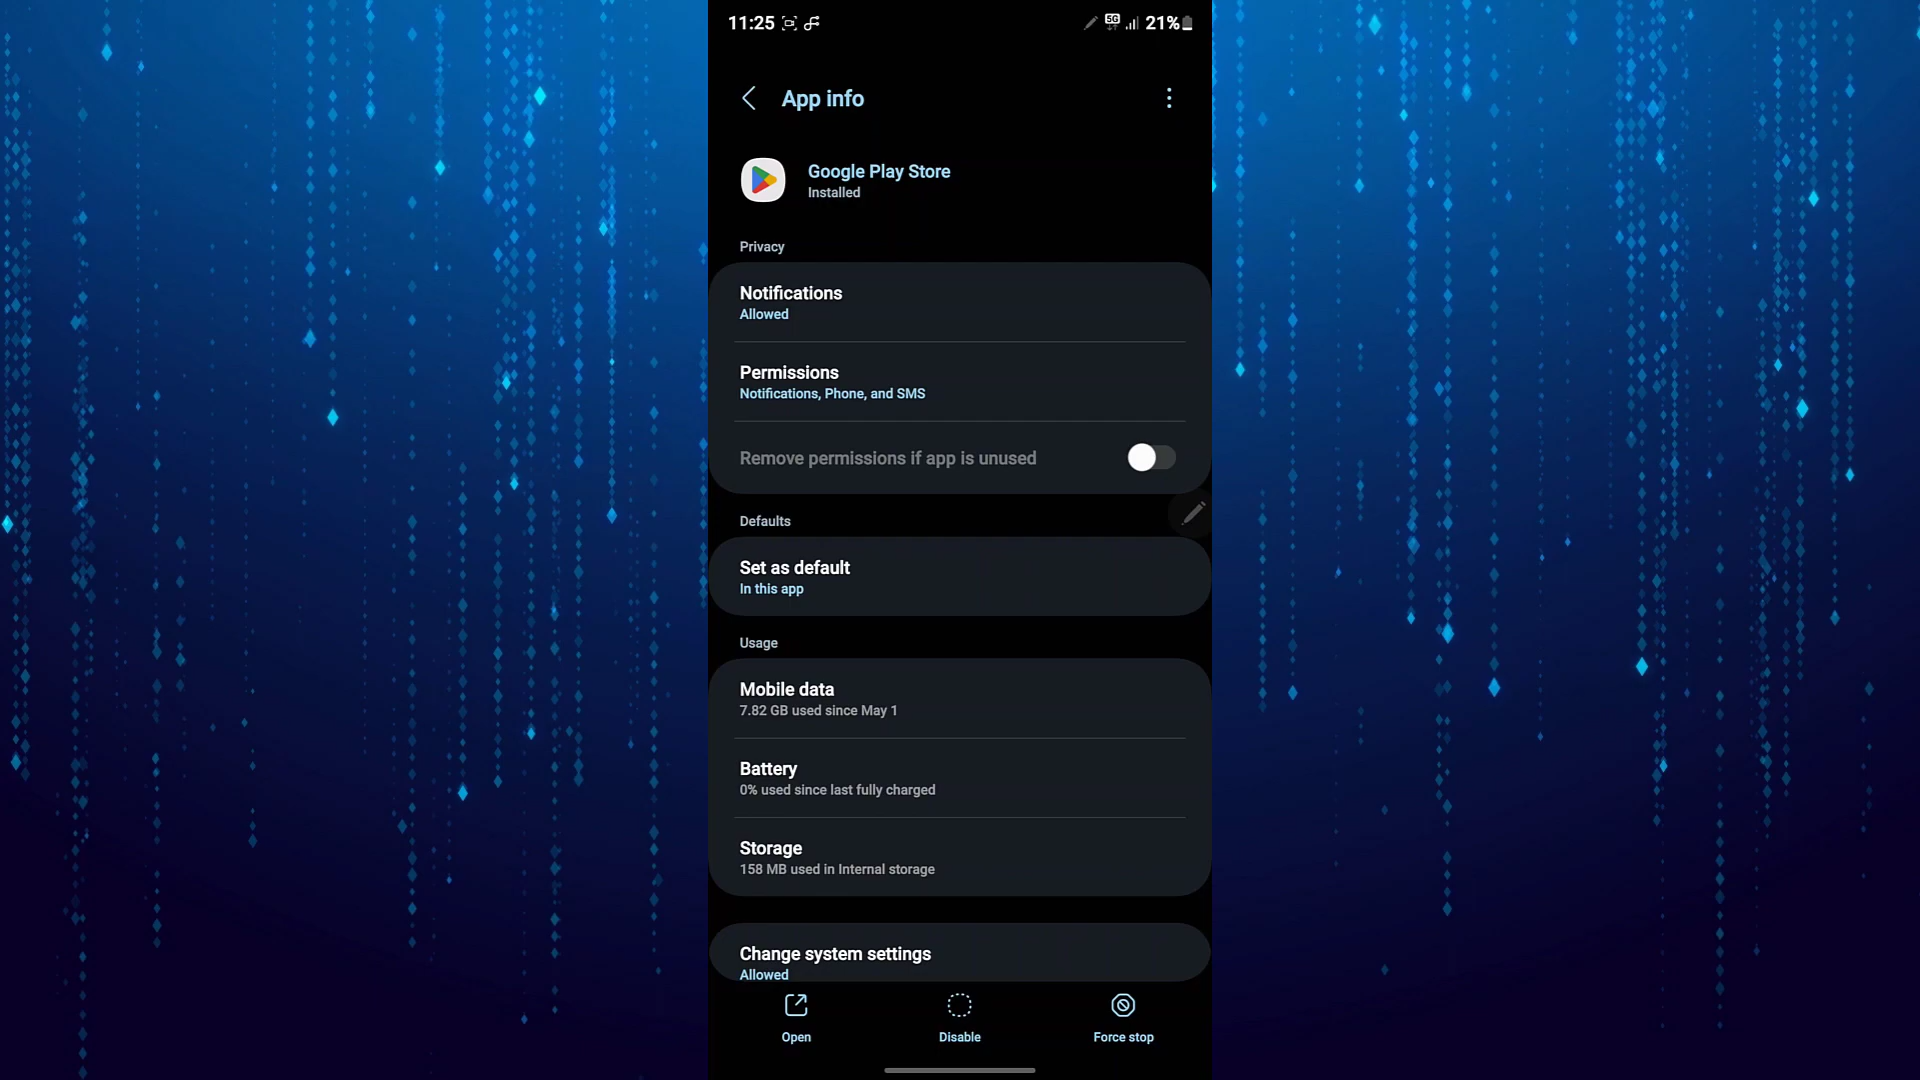 11:25
5G
21%
App info
Google Play Store
Installed
Privacy
Notifications
Allowed
Permissions
Notifications, Phone, and SMS
Remove permissions if app is unused
Defaults
Set as default
In this app
Usage
Mobile data
7.82 GB used since May 1
Battery
0% used since last fully charged
Storage
158 MB used in Internal storage
Change system settings
Allowed
Open
Disable
Force stop